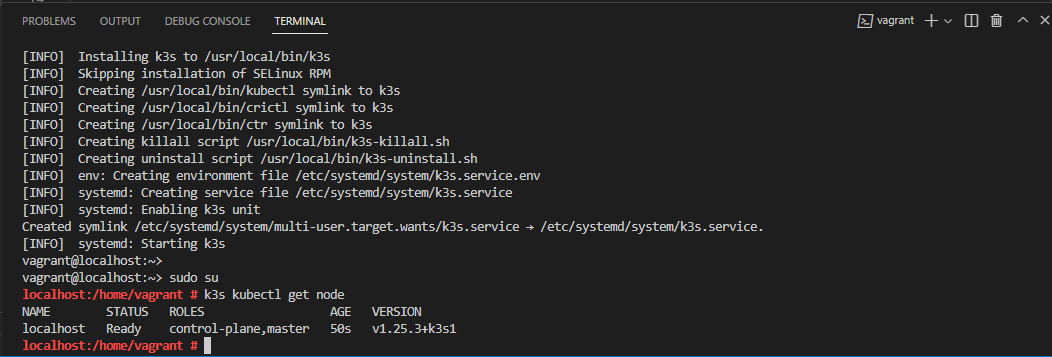 PROBLEMS OUTPUT DEBUG CONSOLE TERMINAL vagrant
[INFO]  Installing k3s to /usr/local/bin/k3s
[INFO]  Skipping installation of SELinux RPM
[INFO]  Creating /usr/local/bin/kubectl symlink to k3s
[INFO]  Creating /usr/local/bin/crictl symlink to k3s
[INFO]  Creating /usr/local/bin/ctr symlink to k3s
[INFO]  Creating killall script /usr/local/bin/k3s-killall.sh
[INFO]  Creating uninstall script /usr/local/bin/k3s-uninstall.sh
[INFO]  env: Creating environment file /etc/systemd/system/k3s.service.env
[INFO]  systemd: Creating service file /etc/systemd/system/k3s.service
[INFO]  systemd: Enabling k3s unit
Created symlink /etc/systemd/system/multi-user.target.wants/k3s.service → /etc/systemd/system/k3s.service.
[INFO]  systemd: Starting k3s
vagrant@localhost:~>
vagrant@localhost:~> sudo su
localhost:/home/vagrant # k3s kubectl get node
NAME        STATUS   ROLES                  AGE   VERSION
localhost   Ready    control-plane,master   50s   v1.25.3+k3s1
localhost:/home/vagrant #